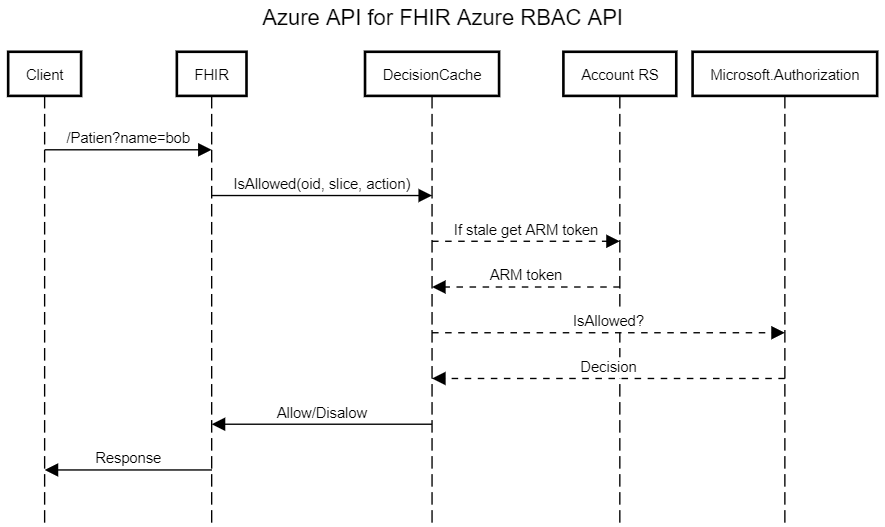 Azure API for FHIR Azure RBAC API
Client
FHIR
DecisionCache
Account RS
Microsoft.Authorization
/Patien?name=bob
IsAllowed(oid, slice, action)
If stale get ARM token
ARM token
IsAllowed?
Decision
Allow/Disalow
Response